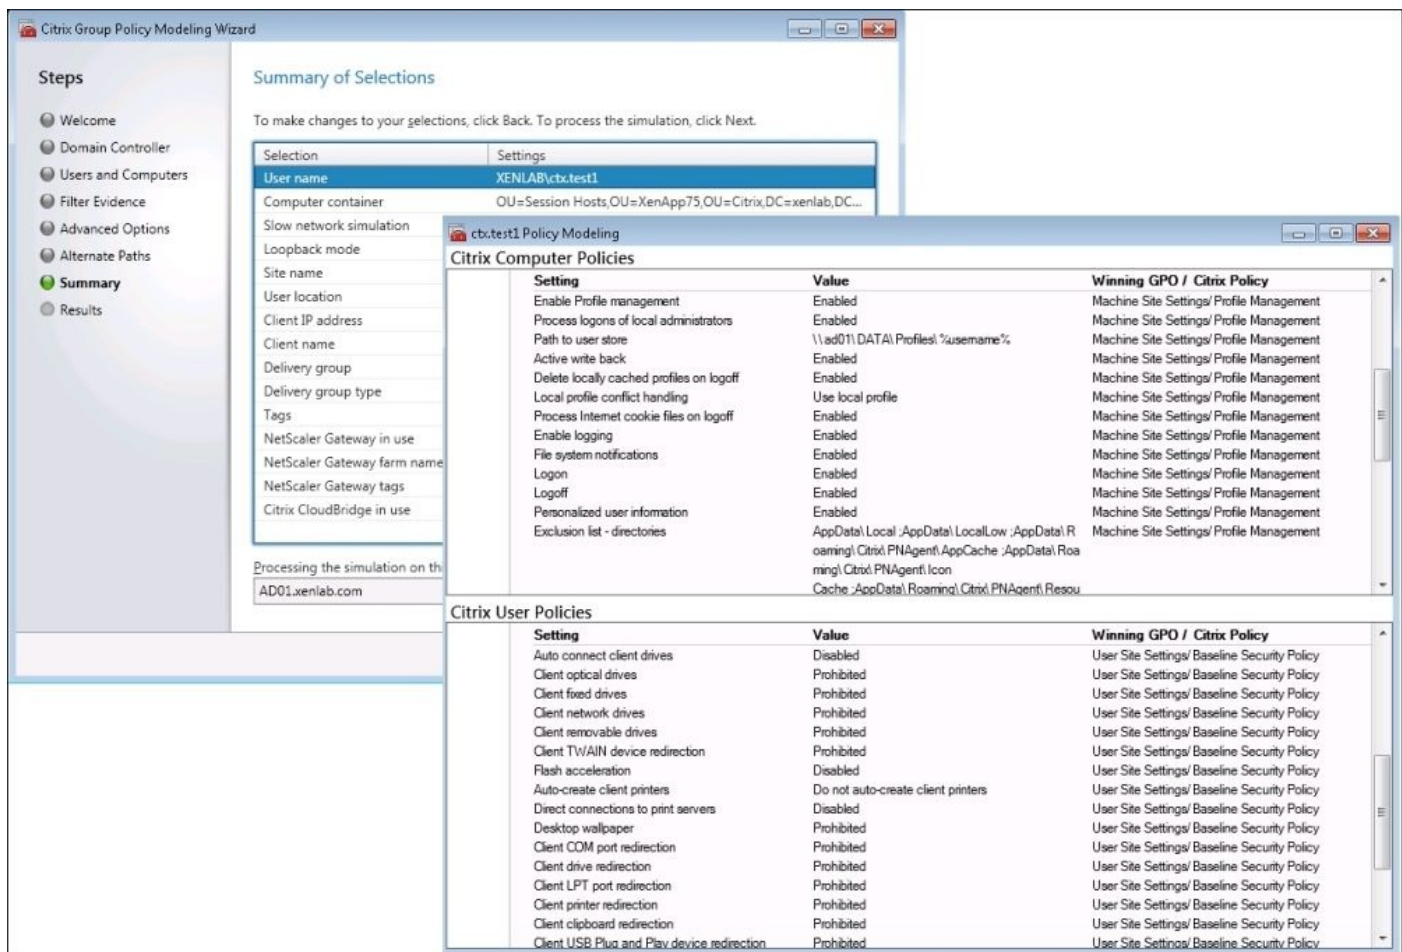 Citrix Group Policy Modeling Wizard
Steps
Welcome
Domain Controller
Users and Computers
Filter Evidence
Advanced Options
Alternate Paths
Summary
Results
Summary of Selections
To make changes to your selections, click Back. To process the simulation, click Next.
Selection Settings
User name XENLAB\ctx.test1
Computer container OU=Session Hosts,OU=XenApp75,OU=Citrix,DC=xenlab,DC...
Slow network simulation
Loopback mode
Site name
User location
Client IP address
Client name
Delivery group
Delivery group type
Tags
NetScaler Gateway in use
NetScaler Gateway farm name
NetScaler Gateway tags
Citrix CloudBridge in use
Processing the simulation on th
AD01.xenlab.com
ctx.test1 Policy Modeling
Citrix Computer Policies
Setting Value Winning GPO / Citrix Policy
Enable Profile management Enabled Machine Site Settings/ Profile Management
Process logons of local administrators Enabled Machine Site Settings/ Profile Management
Path to user store \\ad01\DATA\Profiles\%username% Machine Site Settings/ Profile Management
Active write back Enabled Machine Site Settings/ Profile Management
Delete locally cached profiles on logoff Enabled Machine Site Settings/ Profile Management
Local profile conflict handling Use local profile Machine Site Settings/ Profile Management
Process Internet cookie files on logoff Enabled Machine Site Settings/ Profile Management
Enable logging Enabled Machine Site Settings/ Profile Management
File system notifications Enabled Machine Site Settings/ Profile Management
Logon Enabled Machine Site Settings/ Profile Management
Logoff Enabled Machine Site Settings/ Profile Management
Personalized user information Enabled Machine Site Settings/ Profile Management
Exclusion list - directories AppData\Local ;AppData\LocalLow ;AppData\R Machine Site Settings/ Profile Management
oaming\Citrix\PNAgent\AppCache ;AppData\Roa
ming\Citrix\PNAgent\Icon
Cache ;AppData\Roaming\Citrix\PNAgent\Resou
Citrix User Policies
Setting Value Winning GPO / Citrix Policy
Auto connect client drives Disabled User Site Settings/ Baseline Security Policy
Client optical drives Prohibited User Site Settings/ Baseline Security Policy
Client fixed drives Prohibited User Site Settings/ Baseline Security Policy
Client network drives Prohibited User Site Settings/ Baseline Security Policy
Client removable drives Prohibited User Site Settings/ Baseline Security Policy
Client TWAIN device redirection Prohibited User Site Settings/ Baseline Security Policy
Flash acceleration Disabled User Site Settings/ Baseline Security Policy
Auto-create client printers Do not auto-create client printers User Site Settings/ Baseline Security Policy
Direct connections to print servers Disabled User Site Settings/ Baseline Security Policy
Desktop wallpaper Prohibited User Site Settings/ Baseline Security Policy
Client COM port redirection Prohibited User Site Settings/ Baseline Security Policy
Client drive redirection Prohibited User Site Settings/ Baseline Security Policy
Client LPT port redirection Prohibited User Site Settings/ Baseline Security Policy
Client printer redirection Prohibited User Site Settings/ Baseline Security Policy
Client clipboard redirection Prohibited User Site Settings/ Baseline Security Policy
Client USB Plug and Play device redirection Prohibited User Site Settings/ Baseline Security Policy